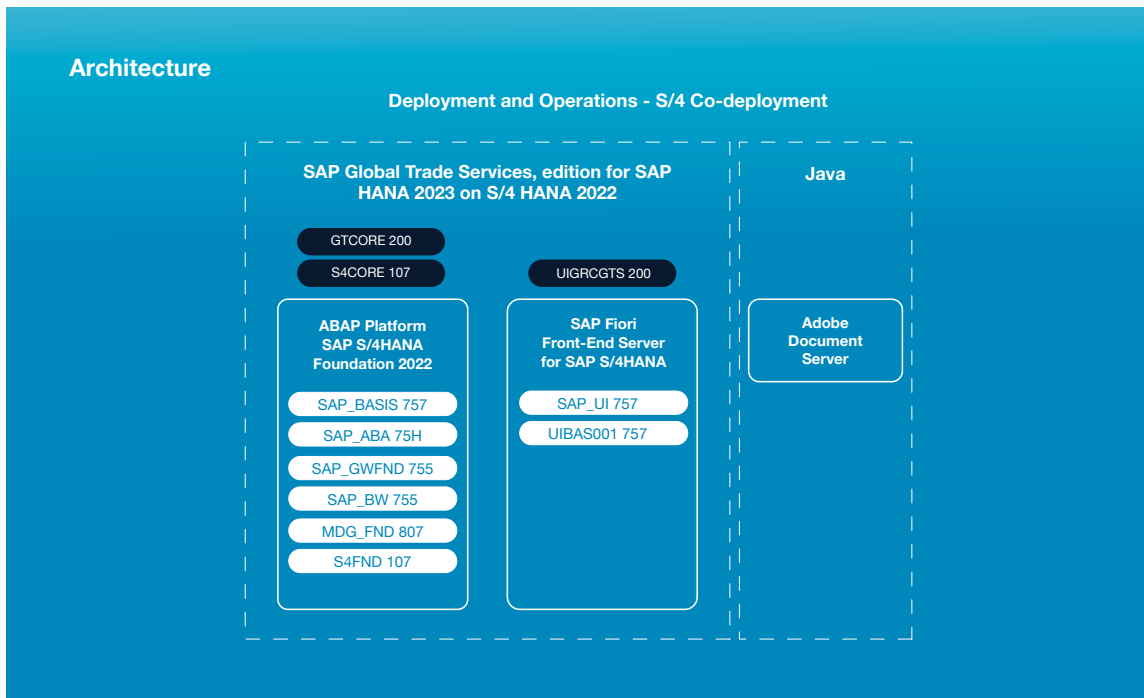 Architecture
Deployment and Operations - S/4 Co-deployment
SAP Global Trade Services, edition for SAP
HANA 2023 on S/4 HANA 2022
GTCORE 200
S4CORE 107
ABAP Platform
SAP S/4HANA
Foundation 2022
SAP_BASIS 757
SAP_ABA 75H
SAP_GWFND 755
SAP_BW 755
MDG_FND 807
S4FND 107
UIGRCGTS 200
SAP Fiori
Front-End Server
for SAP S/4HANA
SAP_UI 757
UIBAS001 757
Java
Adobe
Document
Server